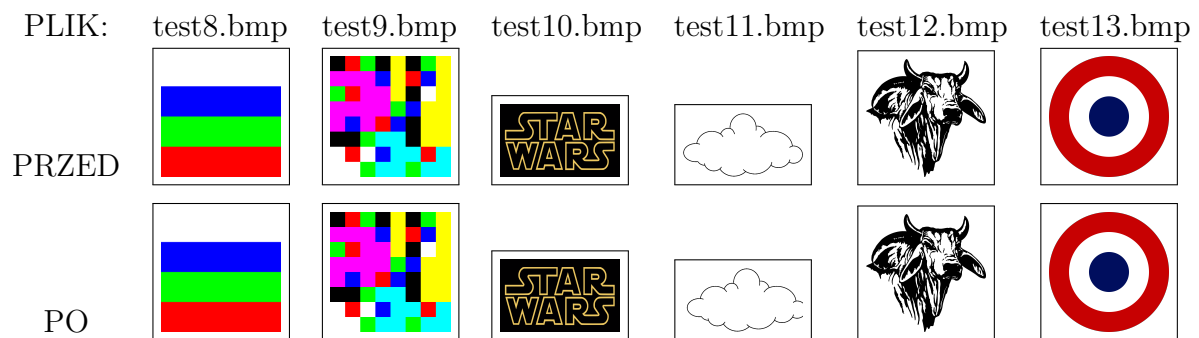 PLIK: test8.bmp test9.bmp test10.bmp test11.bmp test12.bmp test13.bmp
PRZED
STAR
WARS
PO
STAR
WARS